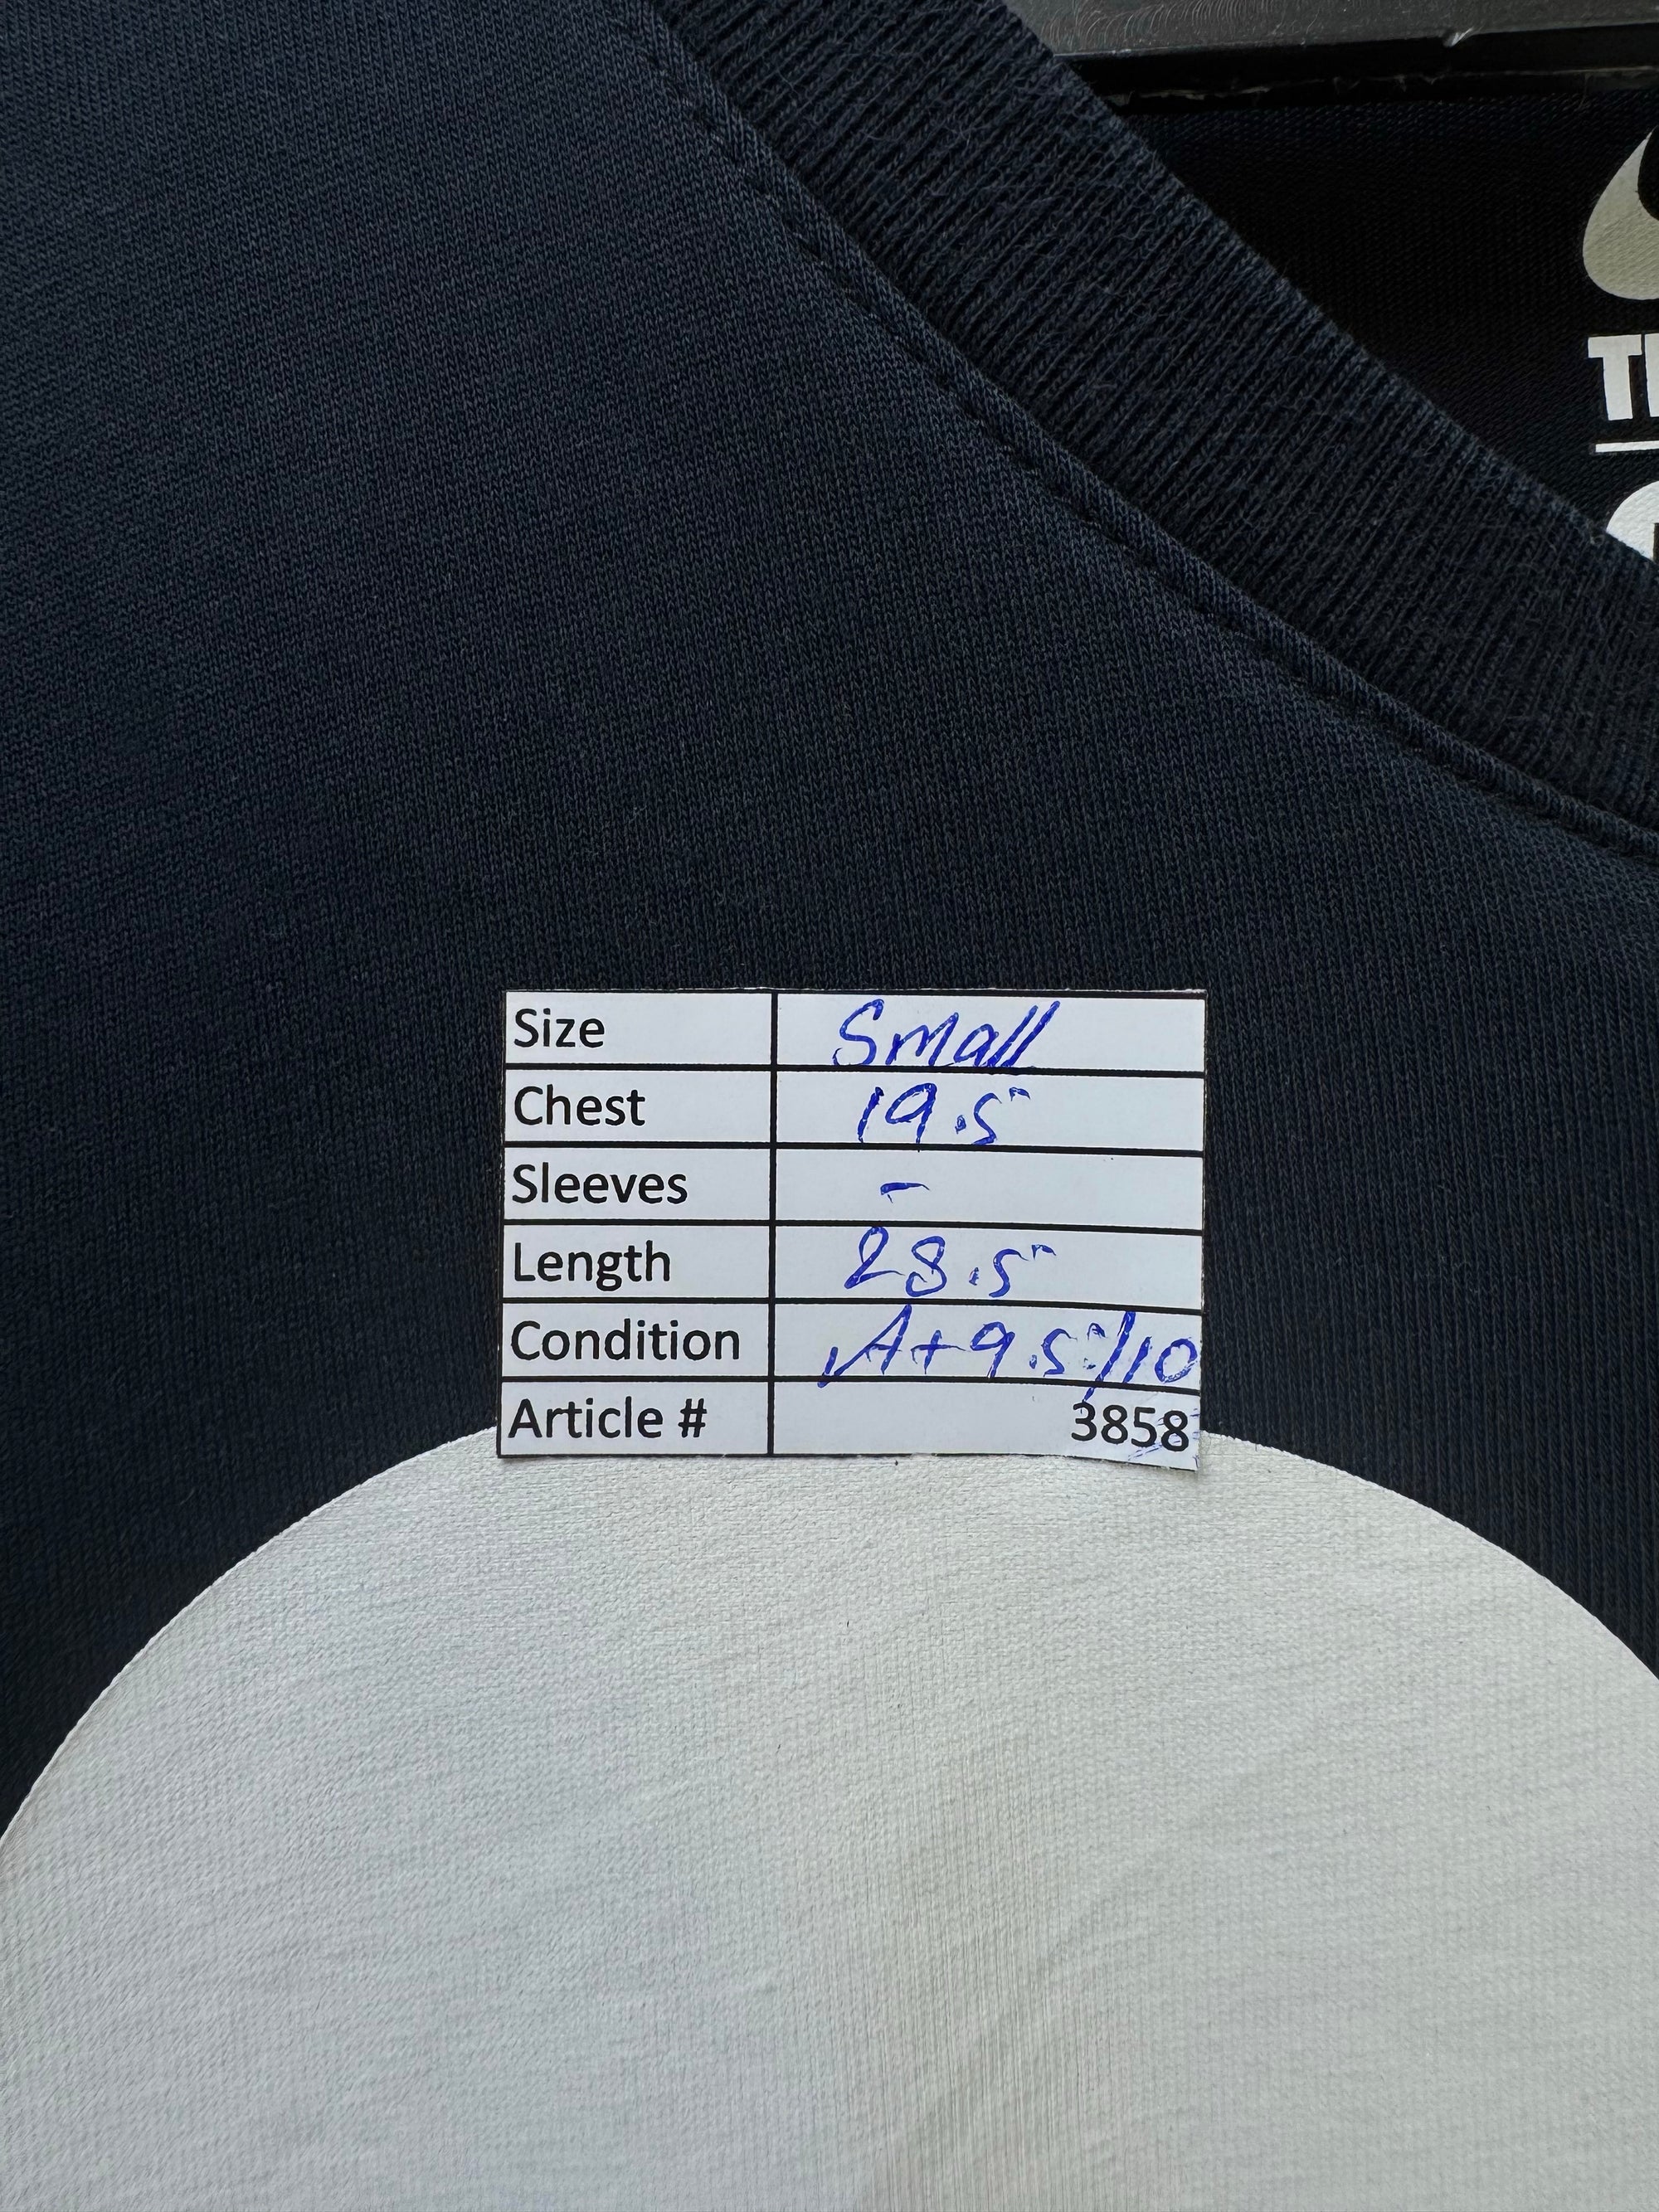 Size Small
Chest 19.5"
Sleeves -
Length 28.5"
Condition A+9.5"/10
Article # 3858